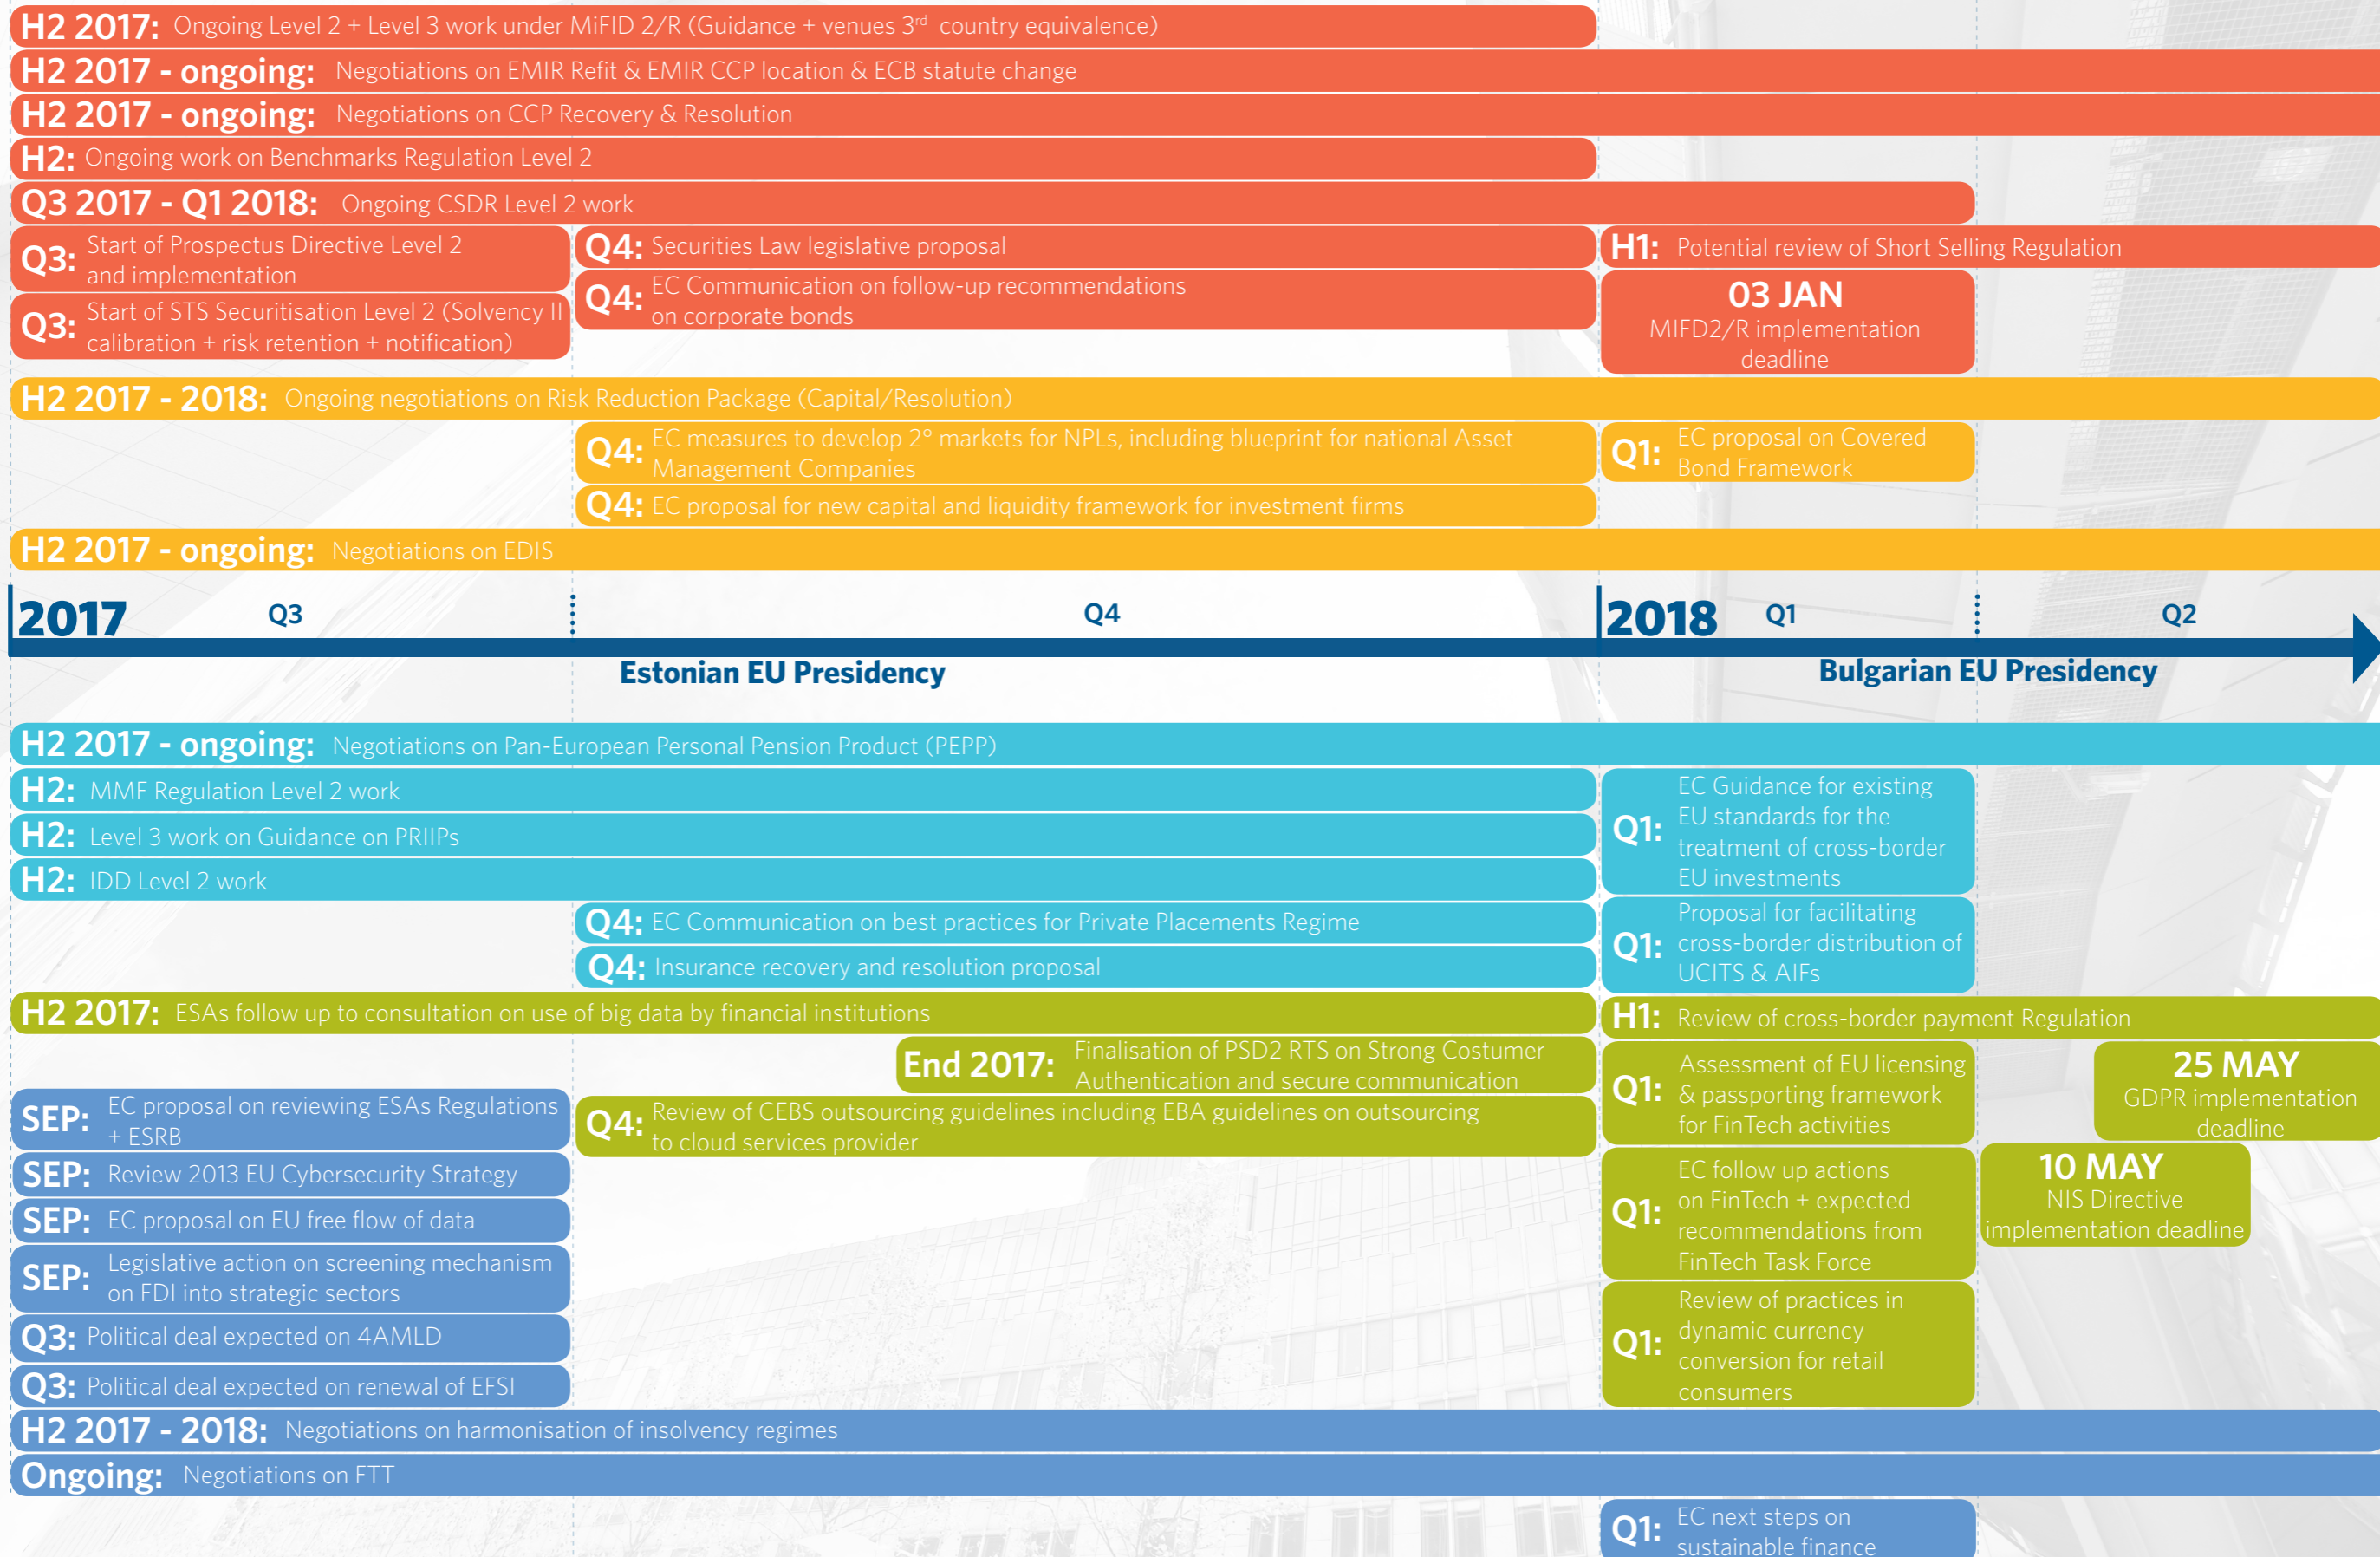 H2 2017: Ongoing Level 2 + Level 3 work under MiFID 2/R (Guidance + venues 3rd country equivalence)
H2 2017 - ongoing: Negotiations on EMIR Refit & EMIR CCP location & ECB statute change
H2 2017 - ongoing: Negotiations on CCP Recovery & Resolution
H2: Ongoing work on Benchmarks Regulation Level 2
Q3 2017 - Q1 2018: Ongoing CSDR Level 2 work
Q3: Start of Prospectus Directive Level 2
and implementation
Q3: Start of STS Securitisation Level 2 (Solvency II
calibration + risk retention + notification)
Q4: Securities Law legislative proposal
Q4: EC Communication on follow-up recommendations
on corporate bonds
H1: Potential review of Short Selling Regulation
03 JAN
MIFD2/R implementation
deadline
H2 2017 - 2018: Ongoing negotiations on Risk Reduction Package (Capital/Resolution)
Q4: EC measures to develop 2° markets for NPLs, including blueprint for national Asset
Management Companies
Q1: EC proposal on Covered
Bond Framework
Q4: EC proposal for new capital and liquidity framework for investment firms
H2 2017 - ongoing: Negotiations on EDIS
2017 Q3 Q4 2018 Q1 Q2
Estonian EU Presidency
Bulgarian EU Presidency
H2 2017 - ongoing: Negotiations on Pan-European Personal Pension Product (PEPP)
H2: MMF Regulation Level 2 work
H2: Level 3 work on Guidance on PRIIPs
H2: IDD Level 2 work
Q4: EC Communication on best practices for Private Placements Regime
Q4: Insurance recovery and resolution proposal
Q1: EC Guidance for existing
EU standards for the
treatment of cross-border
EU investments
Q1: Proposal for facilitating
cross-border distribution of
UCITS & AIFs
H2 2017: ESAs follow up to consultation on use of big data by financial institutions
End 2017: Finalisation of PSD2 RTS on Strong Costumer
Authentication and secure communication
Q4: Review of CEBS outsourcing guidelines including EBA guidelines on outsourcing
to cloud services provider
H1: Review of cross-border payment Regulation
Q1: Assessment of EU licensing
& passporting framework
for FinTech activities
25 MAY
GDPR implementation
deadline
Q1: EC follow up actions
on FinTech + expected
recommendations from
FinTech Task Force
10 MAY
NIS Directive
implementation deadline
Q1: Review of practices in
dynamic currency
conversion for retail
consumers
SEP: EC proposal on reviewing ESAs Regulations
+ ESRB
SEP: Review 2013 EU Cybersecurity Strategy
SEP: EC proposal on EU free flow of data
SEP: Legislative action on screening mechanism
on FDI into strategic sectors
Q3: Political deal expected on 4AMLD
Q3: Political deal expected on renewal of EFSI
H2 2017 - 2018: Negotiations on harmonisation of insolvency regimes
Ongoing: Negotiations on FTT
Q1: EC next steps on
sustainable finance